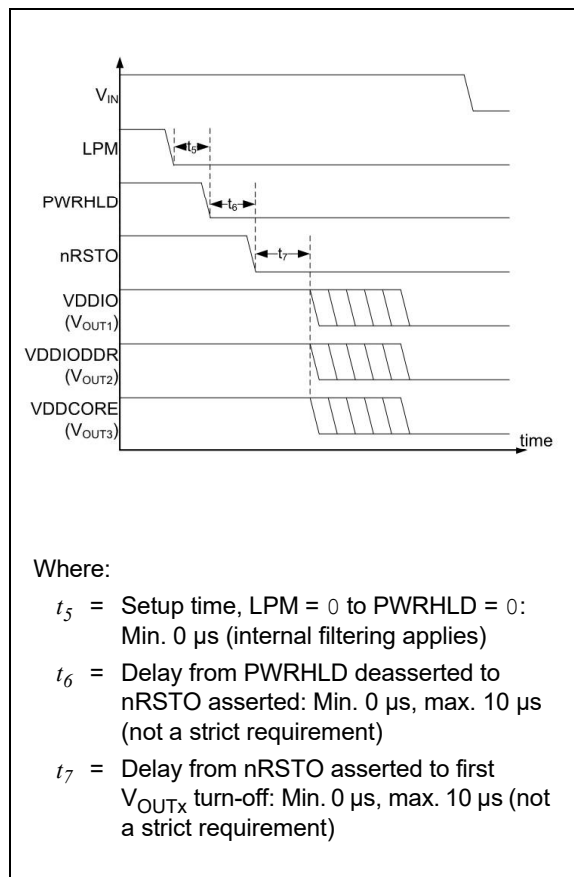 V_IN
LPM
t5
PWRHLD
t6
nRSTO
t7
VDDIO
(V_OUT1)
VDDIODDR
(V_OUT2)
VDDCORE
(V_OUT3)
time
Where:
t5 = Setup time, LPM = 0 to PWRHLD = 0:
Min. 0 µs (internal filtering applies)
t6 = Delay from PWRHLD deasserted to
nRSTO asserted: Min. 0 µs, max. 10 µs
(not a strict requirement)
t7 = Delay from nRSTO asserted to first
V_OUTx turn-off: Min. 0 µs, max. 10 µs (not
a strict requirement)